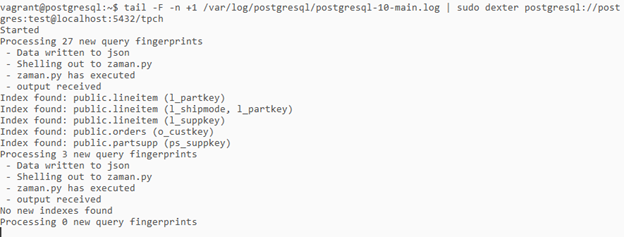 vagrant@postgresql:~$ tail -F -n +1 /var/log/postgresql/postgresql-10-main.log | sudo dexter postgresql://post
gres:test@localhost:5432/tpch
Started
Processing 27 new query fingerprints
- Data written to json
- Shelling out to zaman.py
- zaman.py has executed
- output received
Index found: public.lineitem (l_partkey)
Index found: public.lineitem (l_shipmode, l_partkey)
Index found: public.lineitem (l_suppkey)
Index found: public.orders (o_custkey)
Index found: public.partsupp (ps_suppkey)
Processing 3 new query fingerprints
- Data written to json
- Shelling out to zaman.py
- zaman.py has executed
- output received
No new indexes found
Processing 0 new query fingerprints